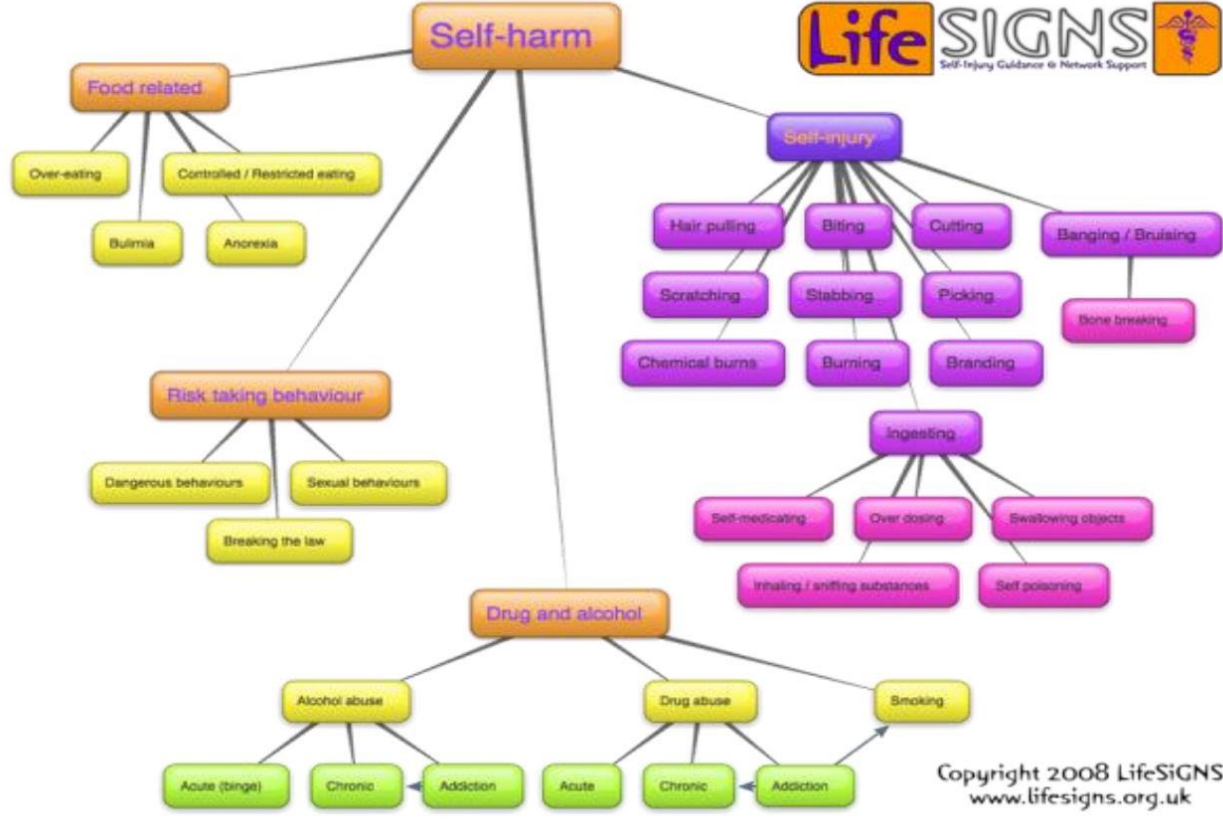 Self-harm
Life SIGNS
Self-Injury Guidance & Network Support
Food related
Over-eating
Controlled / Restricted eating
Bulimia
Anorexia
Self-injury
Hair pulling
Biting
Cutting
Banging / Bruising
Scratching
Stabbing
Picking
Bone breaking
Chemical burns
Burning
Branding
Ingesting
Self-medicating
Over dosing
Swallowing objects
Inhaling / sniffing substances
Self poisoning
Risk taking behaviour
Dangerous behaviours
Sexual behaviours
Breaking the law
Drug and alcohol
Alcohol abuse
Drug abuse
Smoking
Acute (binge)
Chronic
Addiction
Acute
Chronic
Addiction
Copyright 2008 LifeSiGNS
www.lifesigns.org.uk